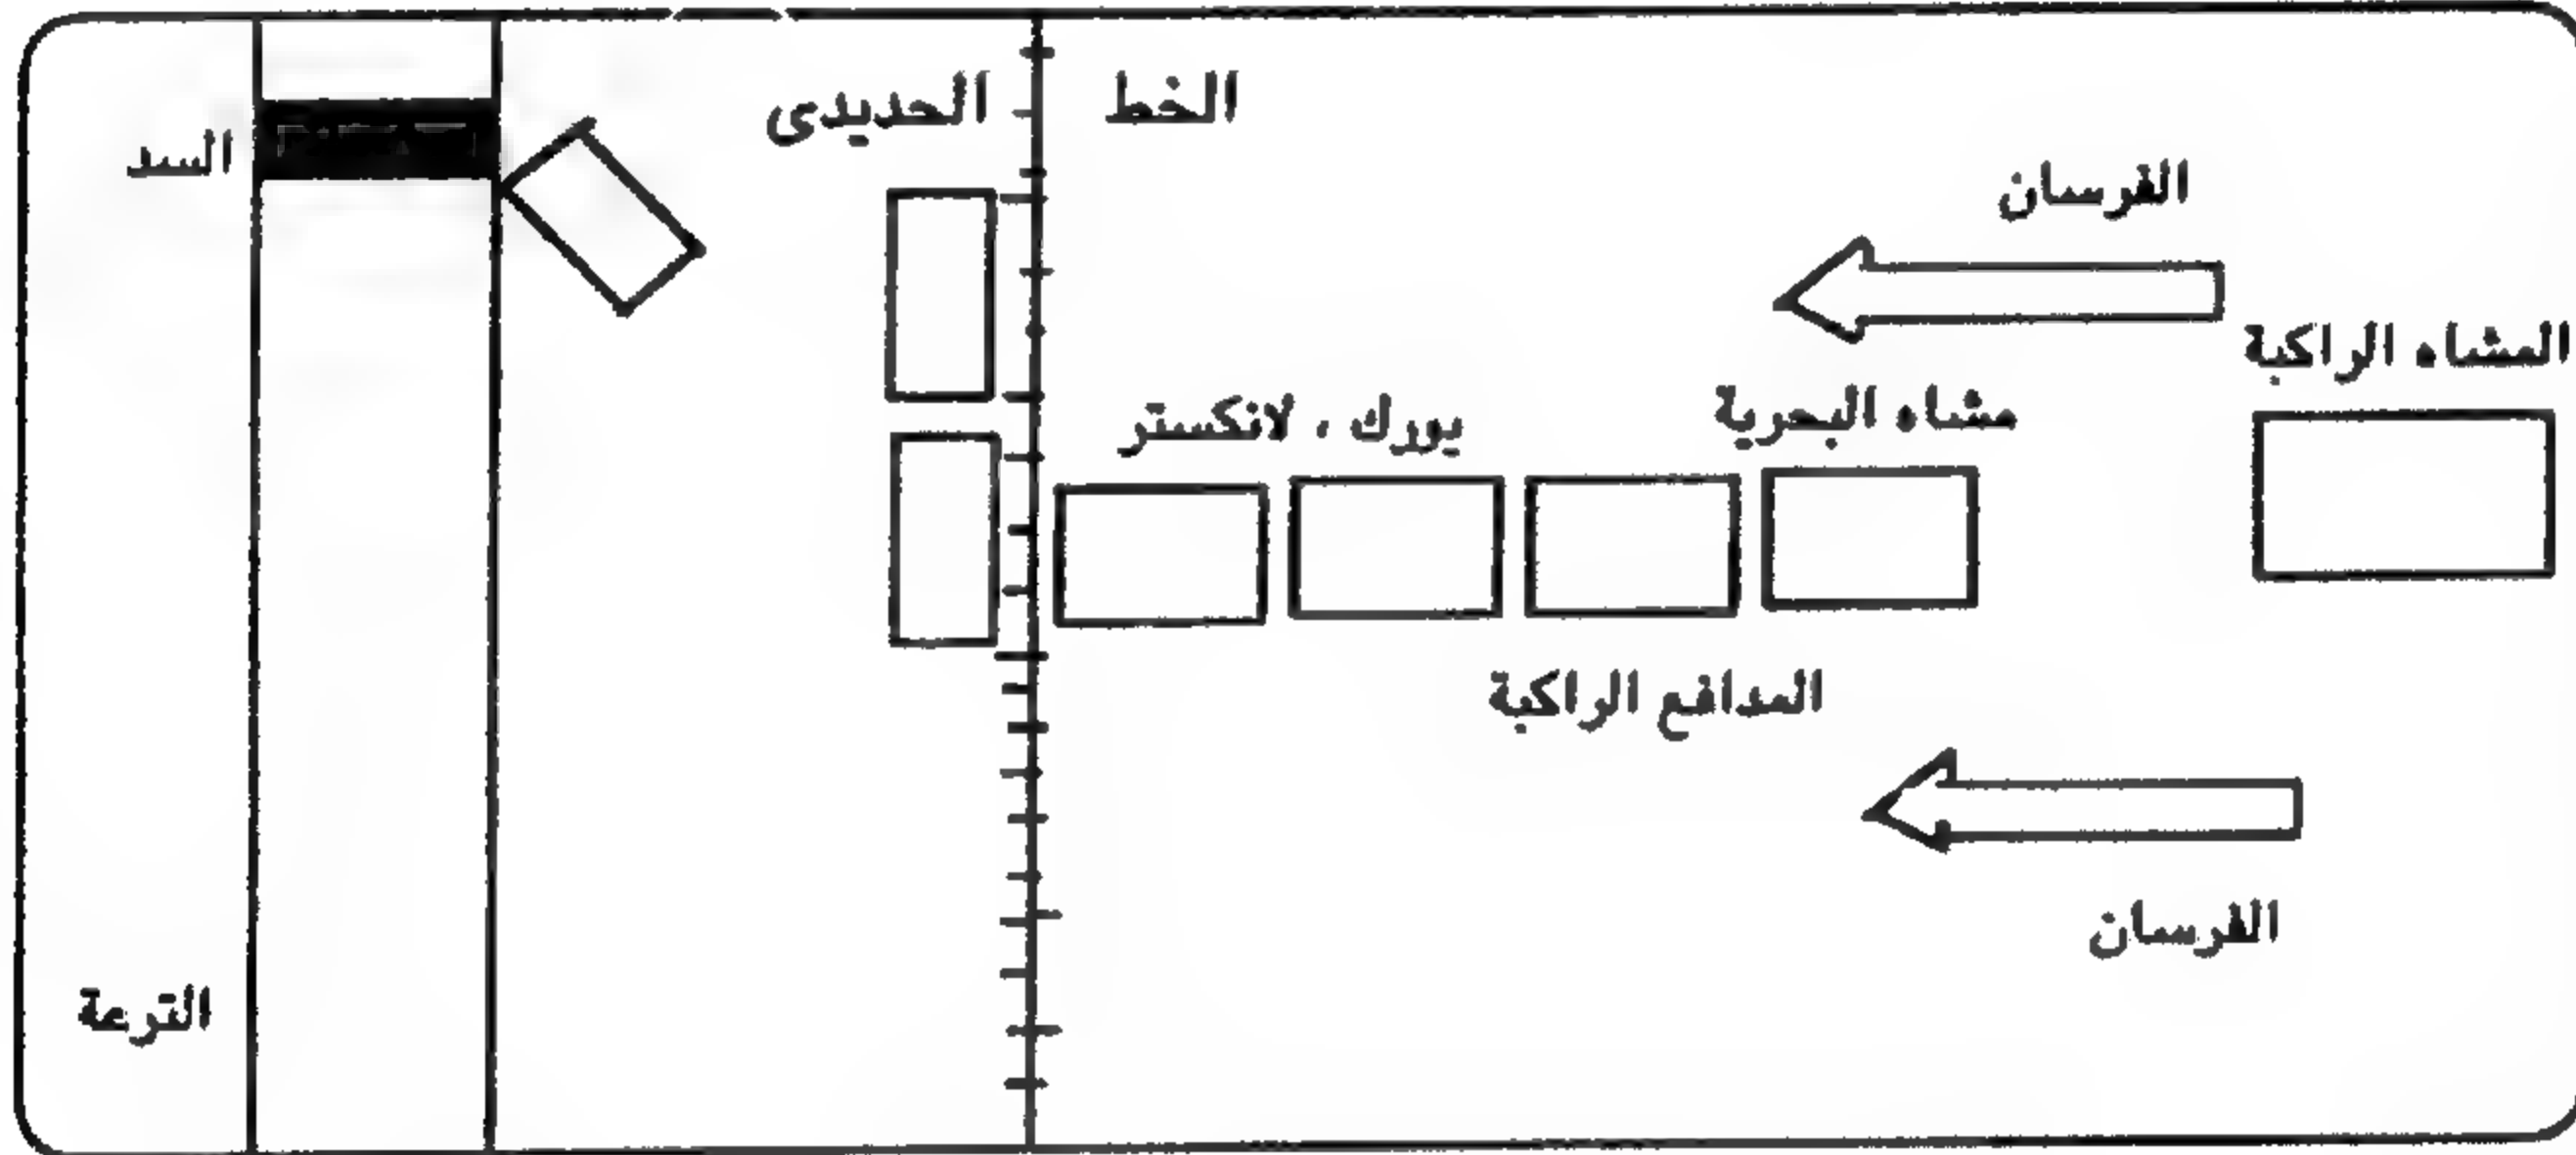 الخط الحديدى
السد
الفرسان
المشاه الراكبة
مشاه البحرية
يورك ، لانكستر
المدافع الراكبة
الفرسان
الترعة